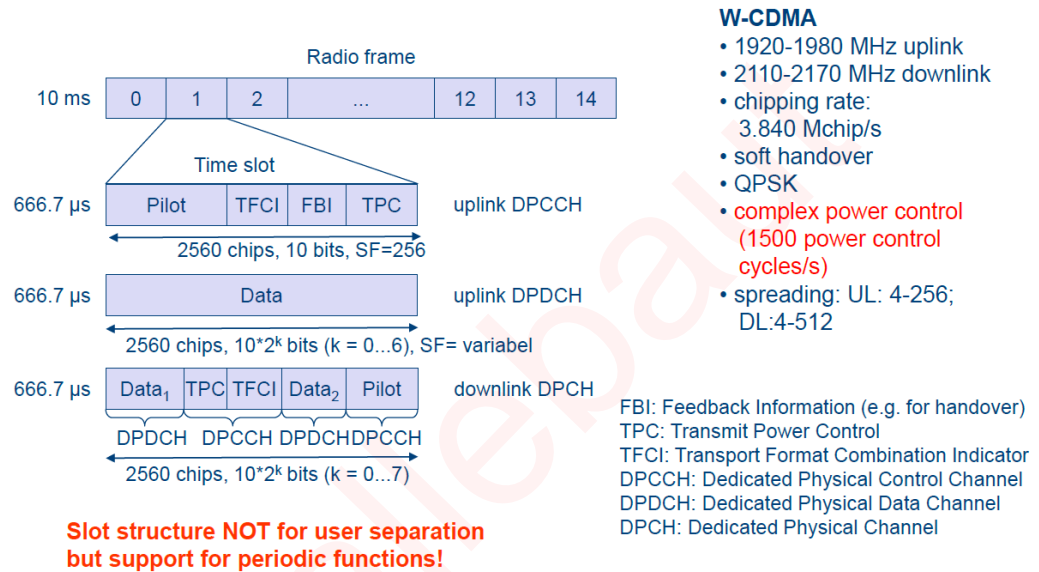 Radio frame
10 ms 0 1 2 ... 12 13 14
Time slot
666.7 µs Pilot TFCI FBI TPC uplink DPCCH
2560 chips, 10 bits, SF=256
666.7 µs Data uplink DPDCH
2560 chips, 10*2ᵏ bits (k = 0...6), SF= variabel
666.7 µs Data₁ TPC TFCI Data₂ Pilot downlink DPCH
DPDCH DPCCH DPDCH DPCCH
2560 chips, 10*2ᵏ bits (k = 0...7)
Slot structure NOT for user separation
but support for periodic functions!
W-CDMA
• 1920-1980 MHz uplink
• 2110-2170 MHz downlink
• chipping rate:
3.840 Mchip/s
• soft handover
• QPSK
• complex power control
(1500 power control
cycles/s)
• spreading: UL: 4-256;
DL:4-512
FBI: Feedback Information (e.g. for handover)
TPC: Transmit Power Control
TFCI: Transport Format Combination Indicator
DPCCH: Dedicated Physical Control Channel
DPDCH: Dedicated Physical Data Channel
DPCH: Dedicated Physical Channel